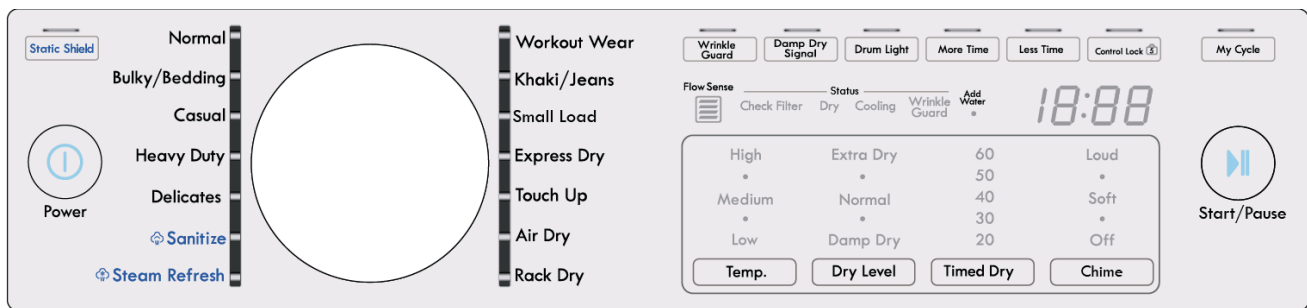 Static Shield
Power
Normal
Bulky/Bedding
Casual
Heavy Duty
Delicates
Sanitize
Steam Refresh
Workout Wear
Khaki/Jeans
Small Load
Express Dry
Touch Up
Air Dry
Rack Dry
Wrinkle
Guard
Damp Dry
Signal
Drum Light
More Time
Less Time
Control Lock
My Cycle
Flow Sense
Status
Check Filter
Dry
Cooling
Wrinkle
Guard
Add
Water
18:88
High
Medium
Low
Temp.
Extra Dry
Normal
Damp Dry
Dry Level
60
50
40
30
20
Timed Dry
Loud
Soft
Off
Chime
Start/Pause